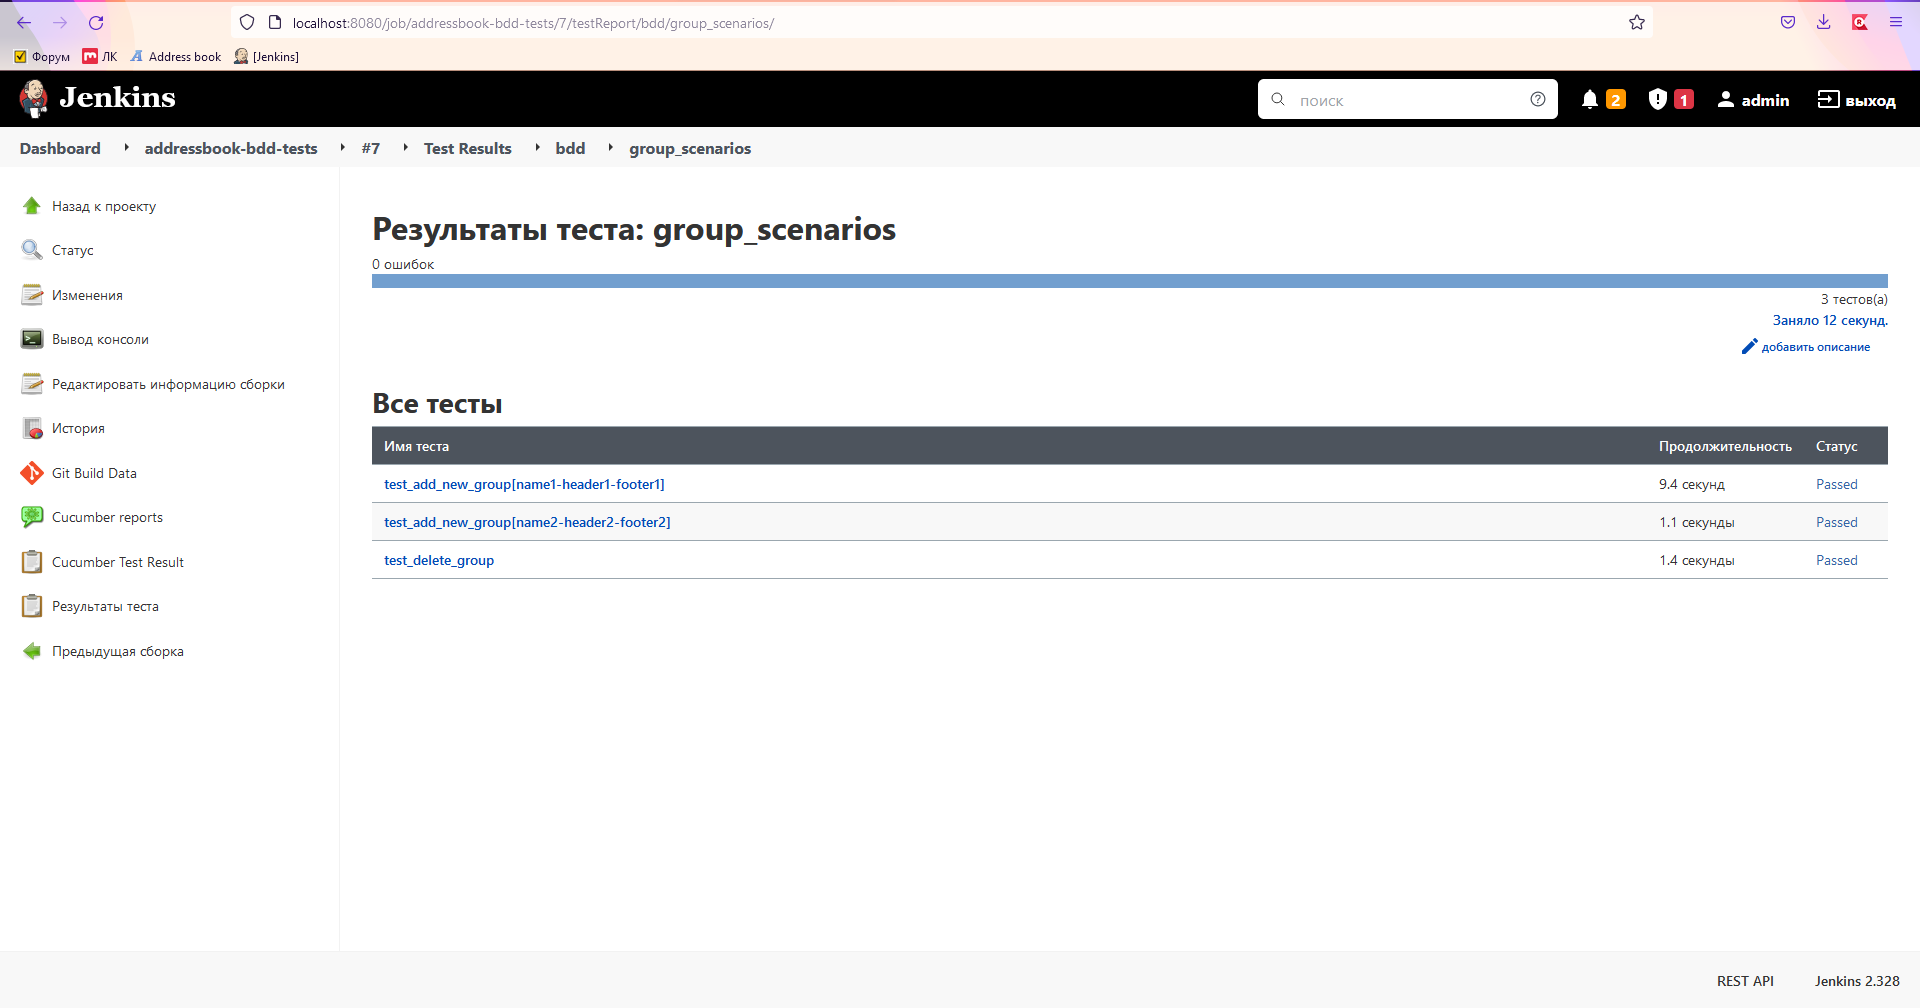 localhost:8080/job/addressbook-bdd-tests/7/testReport/bdd/group_scenarios/
Форум ЛК Address book [Jenkins]
Jenkins поиск 2 1 admin выход
Dashboard addressbook-bdd-tests #7 Test Results bdd group_scenarios
Назад к проекту
Статус
Изменения
Вывод консоли
Редактировать информацию сборки
История
Git Build Data
Cucumber reports
Cucumber Test Result
Результаты теста
Предыдущая сборка
Результаты теста: group_scenarios
0 ошибок
3 тестов(а)
Заняло 12 секунд.
добавить описание
Все тесты
Имя теста Продолжительность Статус
test_add_new_group[name1-header1-footer1] 9.4 секунд Passed
test_add_new_group[name2-header2-footer2] 1.1 секунды Passed
test_delete_group 1.4 секунды Passed
REST API Jenkins 2.328